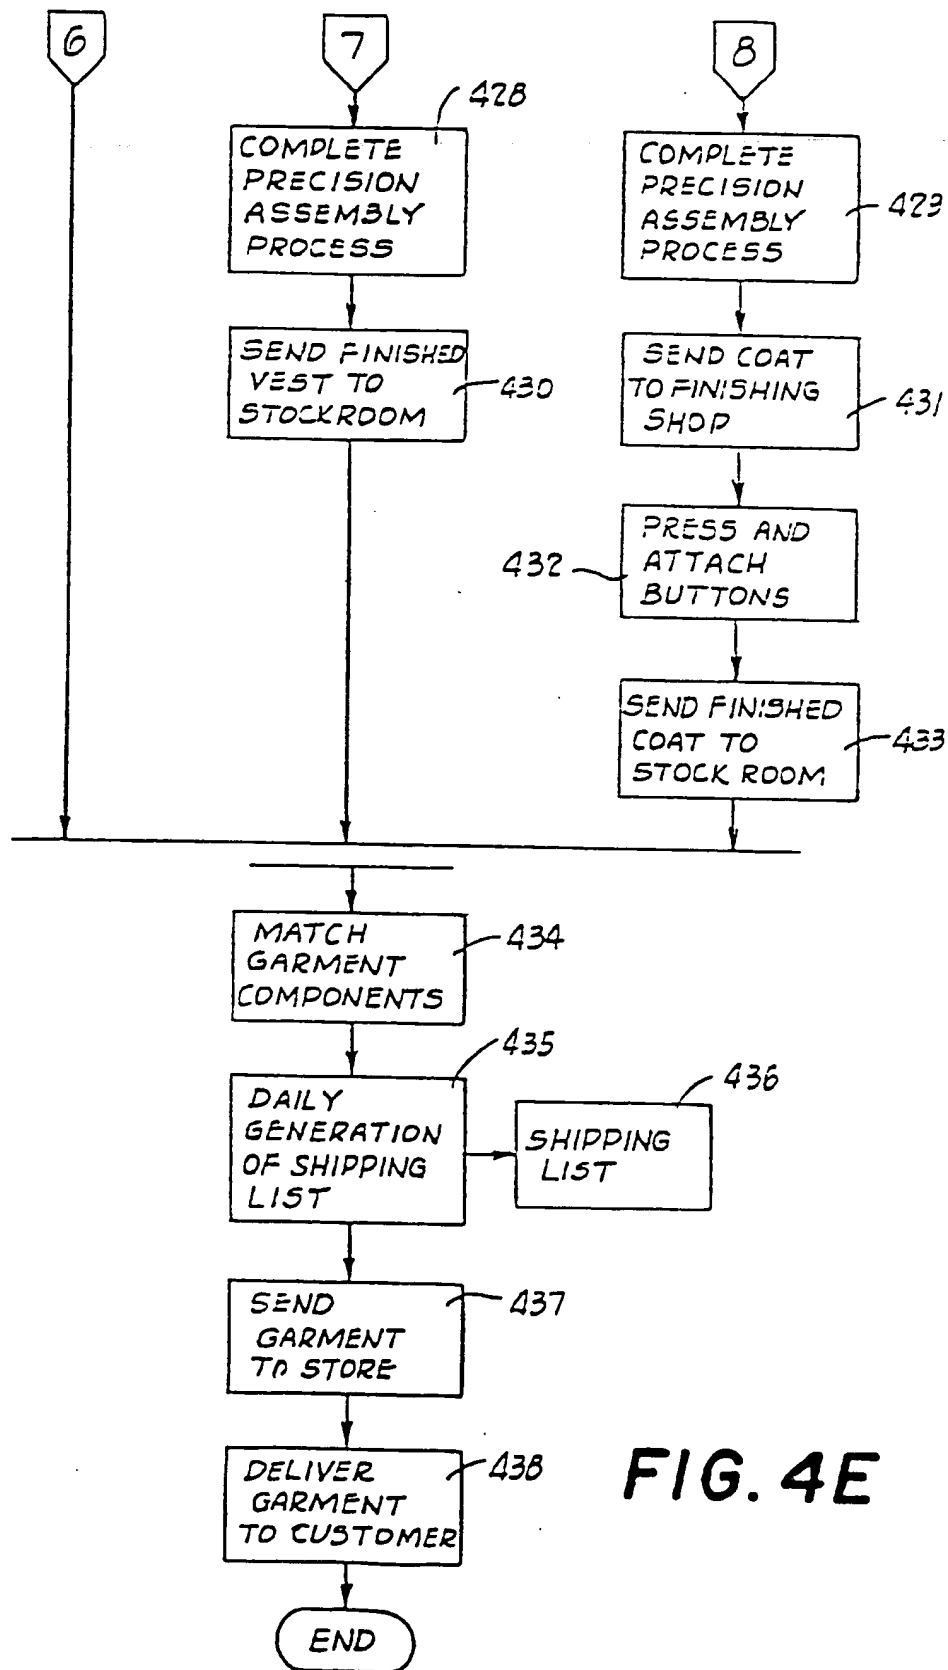 6
7
8
428
COMPLETE
PRECISION
ASSEMBLY
PROCESS
COMPLETE
PRECISION
ASSEMBLY
PROCESS
423
SEND FINISHED
VEST TO
STOCKROOM
430
SEND COAT
TO FINISHING
SHOP
431
PRESS AND
ATTACH
BUTTONS
432
SEND FINISHED
COAT TO
STOCK ROOM
433
MATCH
GARMENT
COMPONENTS
434
435
DAILY
GENERATION
OF SHIPPING
LIST
436
SHIPPING
LIST
SEND
GARMENT
TO STORE
437
DELIVER
GARMENT
TO CUSTOMER
438
FIG. 4E
END